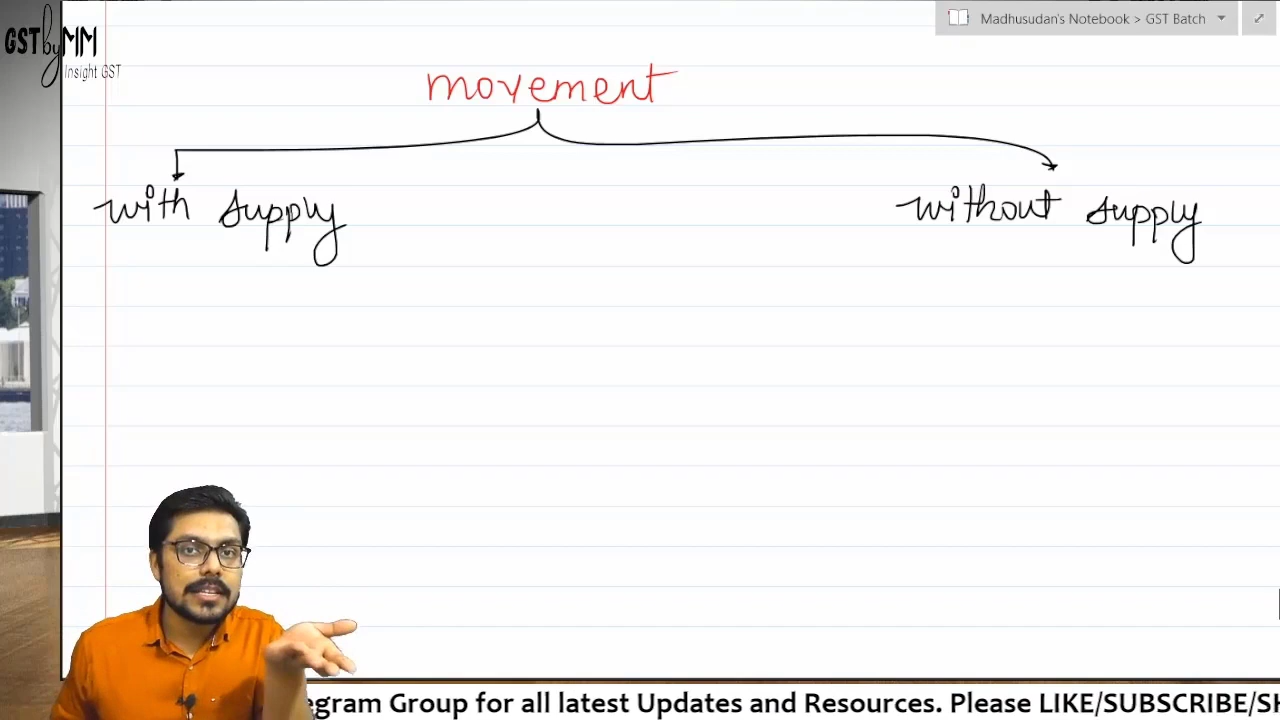 GST by MM
Insight GST
Madhusudan's Notebook > GST Batch
movement
with supply
without supply
egram Group for all latest Updates and Resources. Please LIKE/SUBSCRIBE/SH